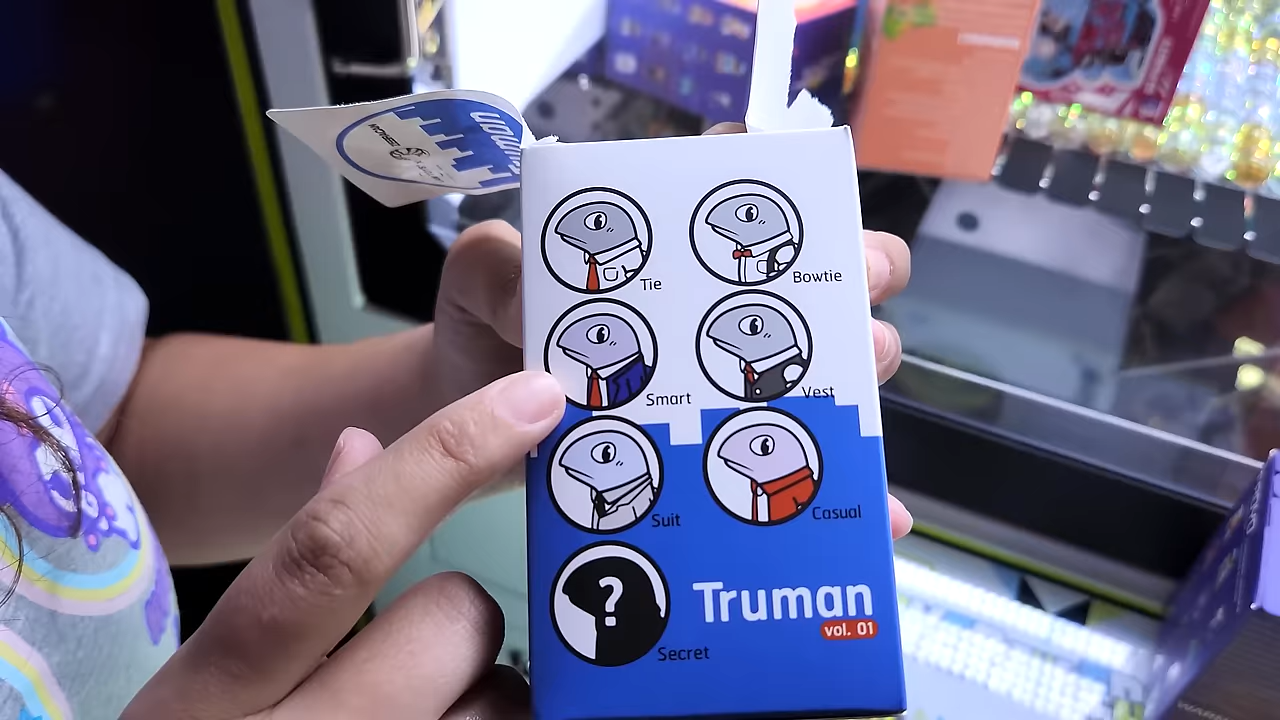 Tie
Bowtie
Smart
Vest
Suit
Casual
?
Truman
vol. 01
Secret